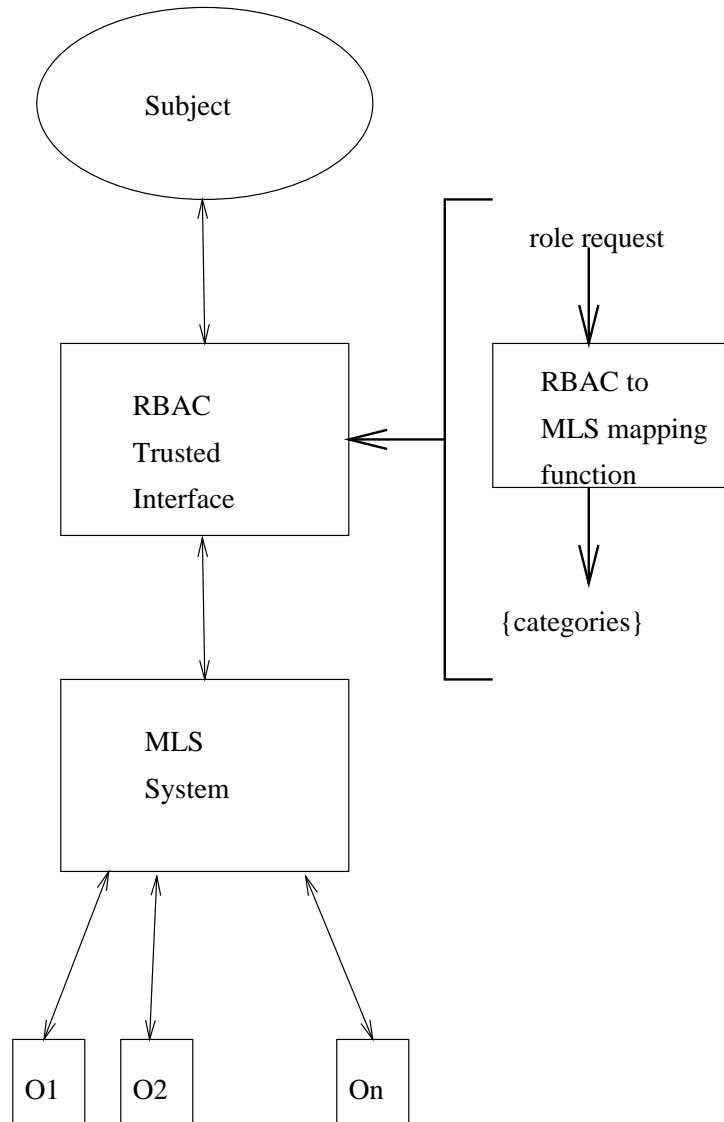 Subject
role request
RBAC
Trusted
Interface
RBAC to
MLS mapping
function
{categories}
MLS
System
O1
O2
On